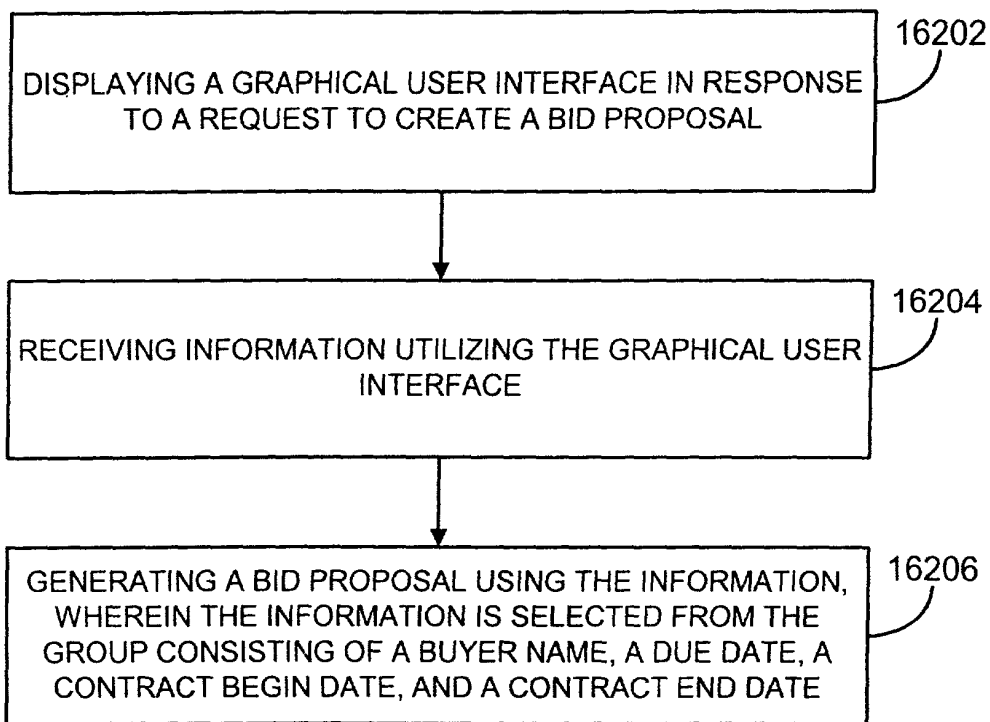 16202
DISPLAYING A GRAPHICAL USER INTERFACE IN RESPONSE
TO A REQUEST TO CREATE A BID PROPOSAL
16204
RECEIVING INFORMATION UTILIZING THE GRAPHICAL USER
INTERFACE
16206
GENERATING A BID PROPOSAL USING THE INFORMATION,
WHEREIN THE INFORMATION IS SELECTED FROM THE
GROUP CONSISTING OF A BUYER NAME, A DUE DATE, A
CONTRACT BEGIN DATE, AND A CONTRACT END DATE